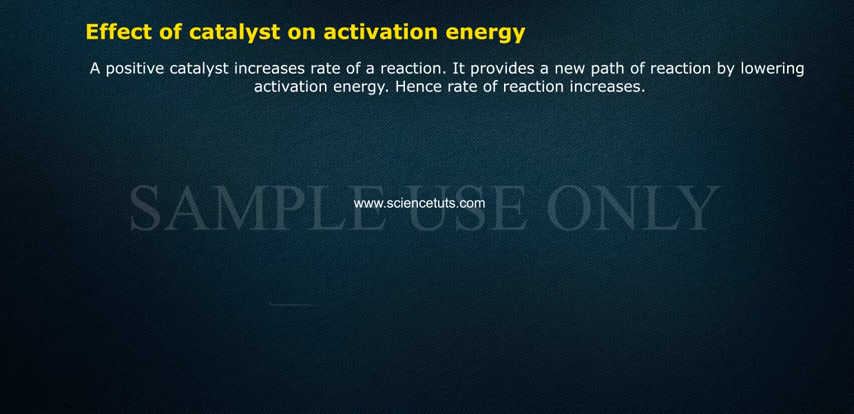 Effect of catalyst on activation energy
A positive catalyst increases rate of a reaction. It provides a new path of reaction by lowering
activation energy. Hence rate of reaction increases.
SAMPLE USE ONLY
www.sciencetuts.com